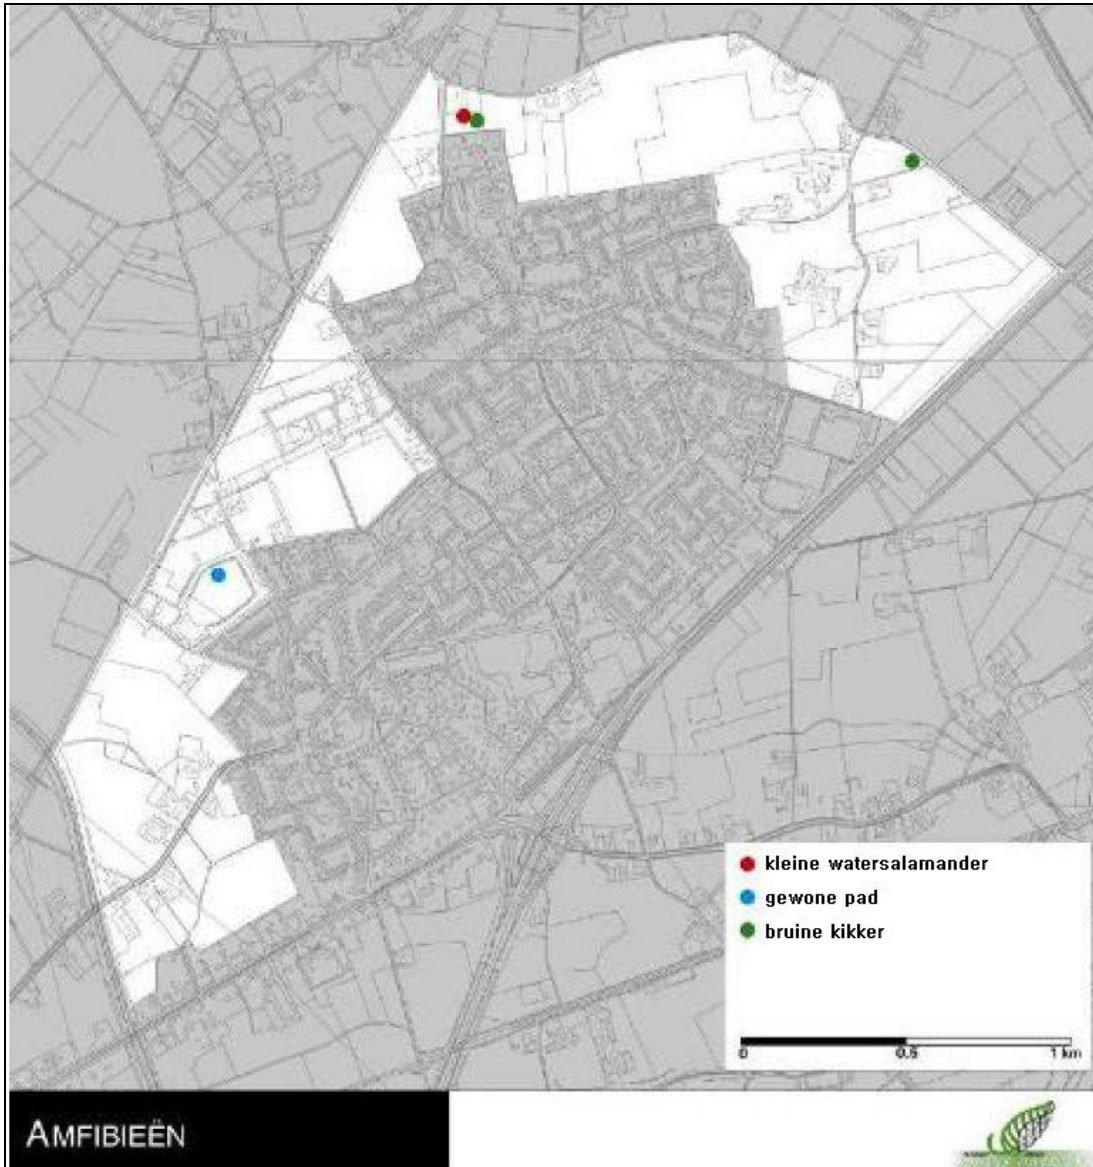 kleine watersalamander
gewone pad
bruine kikker
0 0.5 1 km
AMFIBIEËN